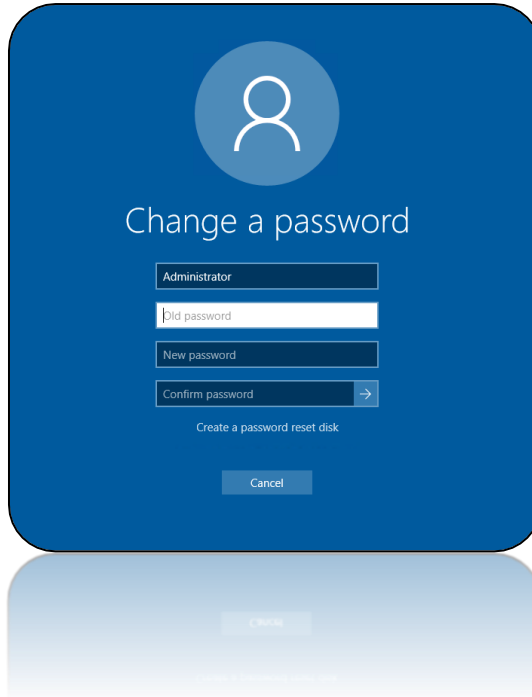 Change a password
Administrator
Old password
New password
Confirm password
Create a password reset disk
Cancel